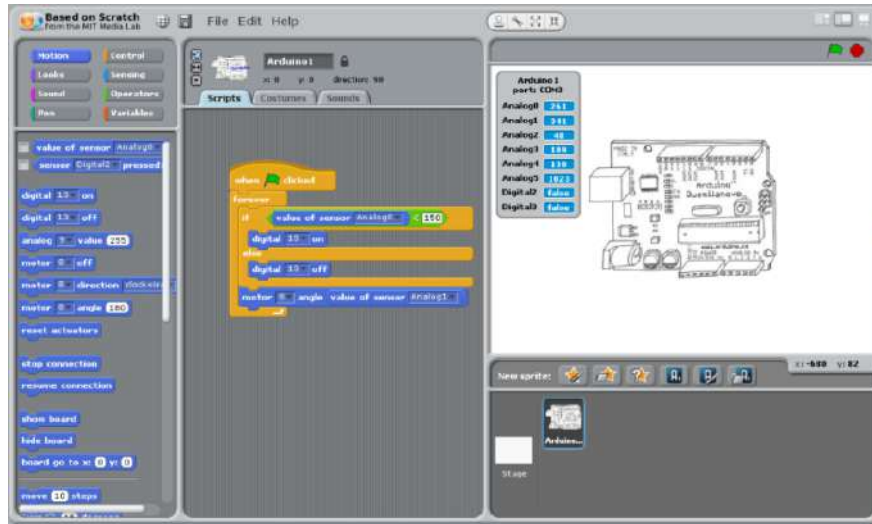 Based on Scratch
from the MIT Media Lab
File Edit Help
Motion Control
Looks Sensing
Sound Operators
Pen Variables
value of sensor Analog0
sensor Digital2 pressed?
digital 13 on
digital 13 off
analog value 255
motor 8 off
motor 8 direction clockwise
motor 8 angle 180
reset actuators
stop connection
resume connection
show board
hide board
board go to x: 0 y: 0
move 10 steps
Arduino1
x: 0 y: 0 direction: 90
Scripts Costumes Sounds
when clicked
forever
if value of sensor Analog0 < 150
digital 13 on
else
digital 13 off
motor 8 angle value of sensor Analog1
Arduino1
port: COM3
Analog0 261
Analog1 341
Analog2 48
Analog3
Analog4
Analog5 1023
Digital2 false
Digital3 false
Arduino
Duemilanove
www.arduino.cc
New sprite:
x: -688 y: 82
Stage
Arduino...